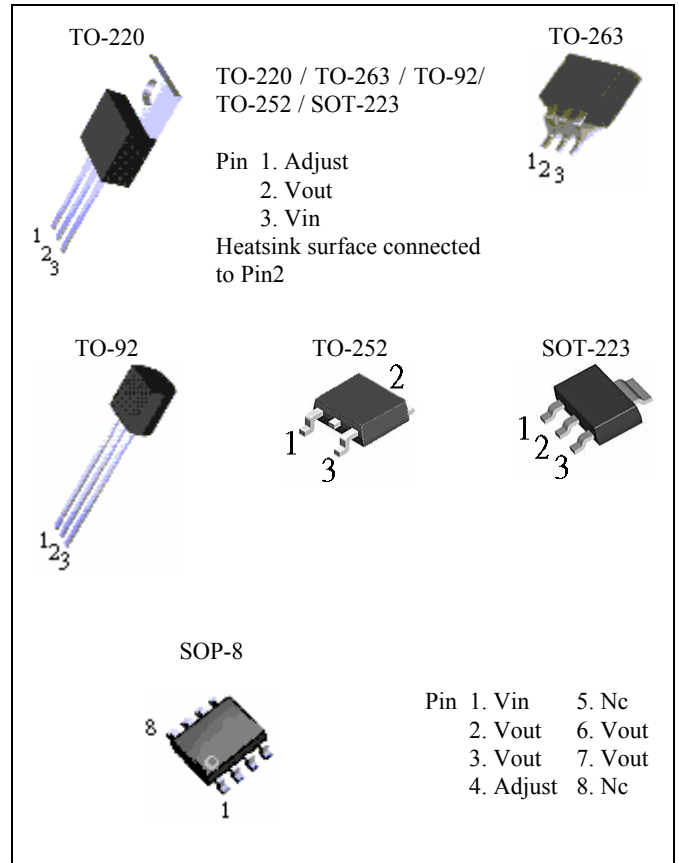 TO-220
TO-263
TO-220 / TO-263 / TO-92/
TO-252 / SOT-223
Pin 1. Adjust
2. Vout
3. Vin
Heatsink surface connected
to Pin2
1
2
3
1
2
3
TO-92
TO-252
SOT-223
1
2
3
2
1
3
1
2
3
SOP-8
8
1
Pin 1. Vin 5. Nc
2. Vout 6. Vout
3. Vout 7. Vout
4. Adjust 8. Nc